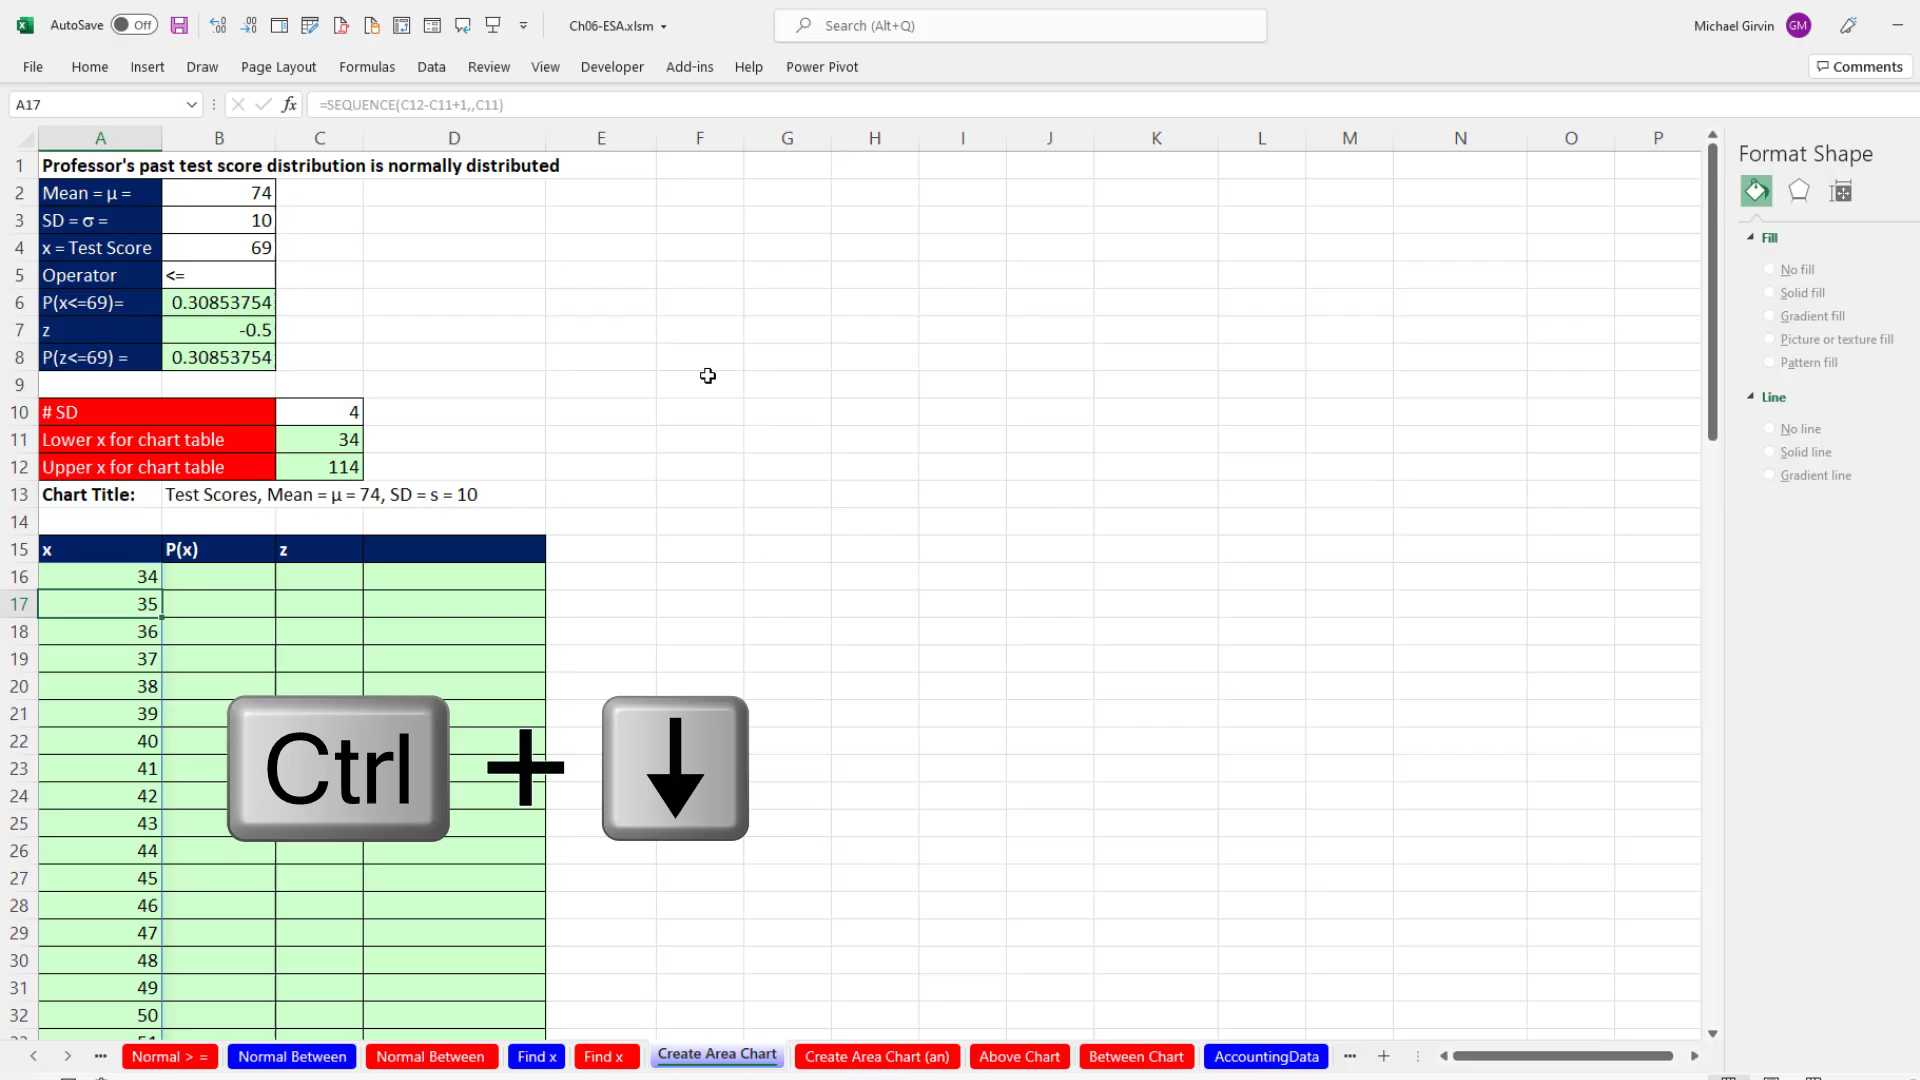 AutoSave Off Ch06-ESA.xlsm Search (Alt+Q) Michael Girvin GM
File Home Insert Draw Page Layout Formulas Data Review View Developer Add-ins Help Power Pivot Comments
A17 fx =SEQUENCE(C12-C11+1,,C11)
A B C D E F G H I J K L M N O P
1 Professor's past test score distribution is normally distributed
2 Mean = μ = 74
3 SD = σ = 10
4 x = Test Score 69
5 Operator <=
6 P(x<=69)= 0.30853754
7 z -0.5
8 P(z<=69) = 0.30853754
9
10 # SD 4
11 Lower x for chart table 34
12 Upper x for chart table 114
13 Chart Title: Test Scores, Mean = μ = 74, SD = s = 10
14
15 x P(x) z
16 34
17 35
18 36
19 37
20 38
21 39
22 40
23 41
24 42
25 43
26 44
27 45
28 46
29 47
30 48
31 49
32 50
Ctrl + ↓
Format Shape
Fill
No fill
Solid fill
Gradient fill
Picture or texture fill
Pattern fill
Line
No line
Solid line
Gradient line
Normal > = Normal Between Normal Between Find x Find x Create Area Chart Create Area Chart (an) Above Chart Between Chart AccountingData